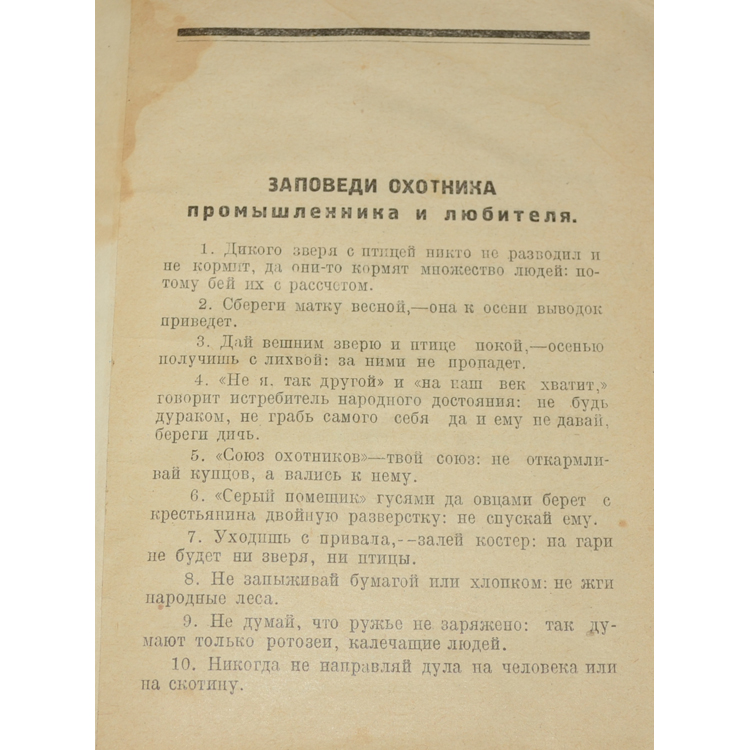 ЗАПОВЕДИ ОХОТНИКА
промышленника и любителя.
1. Дикого зверя с птицей никто не разводил и
не кормит, да они-то кормят множество людей: по-
тому бей их с рассчетом.
2. Сбереги матку весной,—она к осени выводок
приведет.
3. Дай вешним зверю и птице покой,—осенью
получишь с лихвой: за ними не пропадет.
4. «Не я, так другой» и «на наш век хватит,»
говорит истребитель народного достояния: не будь
дураком, не грабь самого себя да и ему не давай,
береги дичь.
5. «Союз охотников»—твой союз: не откармли-
вай купцов, а вались к нему.
6. «Серый помещик» гусями да овцами берет с
крестьянина двойную разверстку: не спускай ему.
7. Уходишь с привала,--залей костер: на гари
не будет ни зверя, ни птицы.
8. Не запыживай бумагой или хлопком: не жги
народные леса.
9. Не думай, что ружье не заряжено: так ду-
мают только ротозеи, калечащие людей.
10. Никогда не направляй дула на человека или
на скотину.